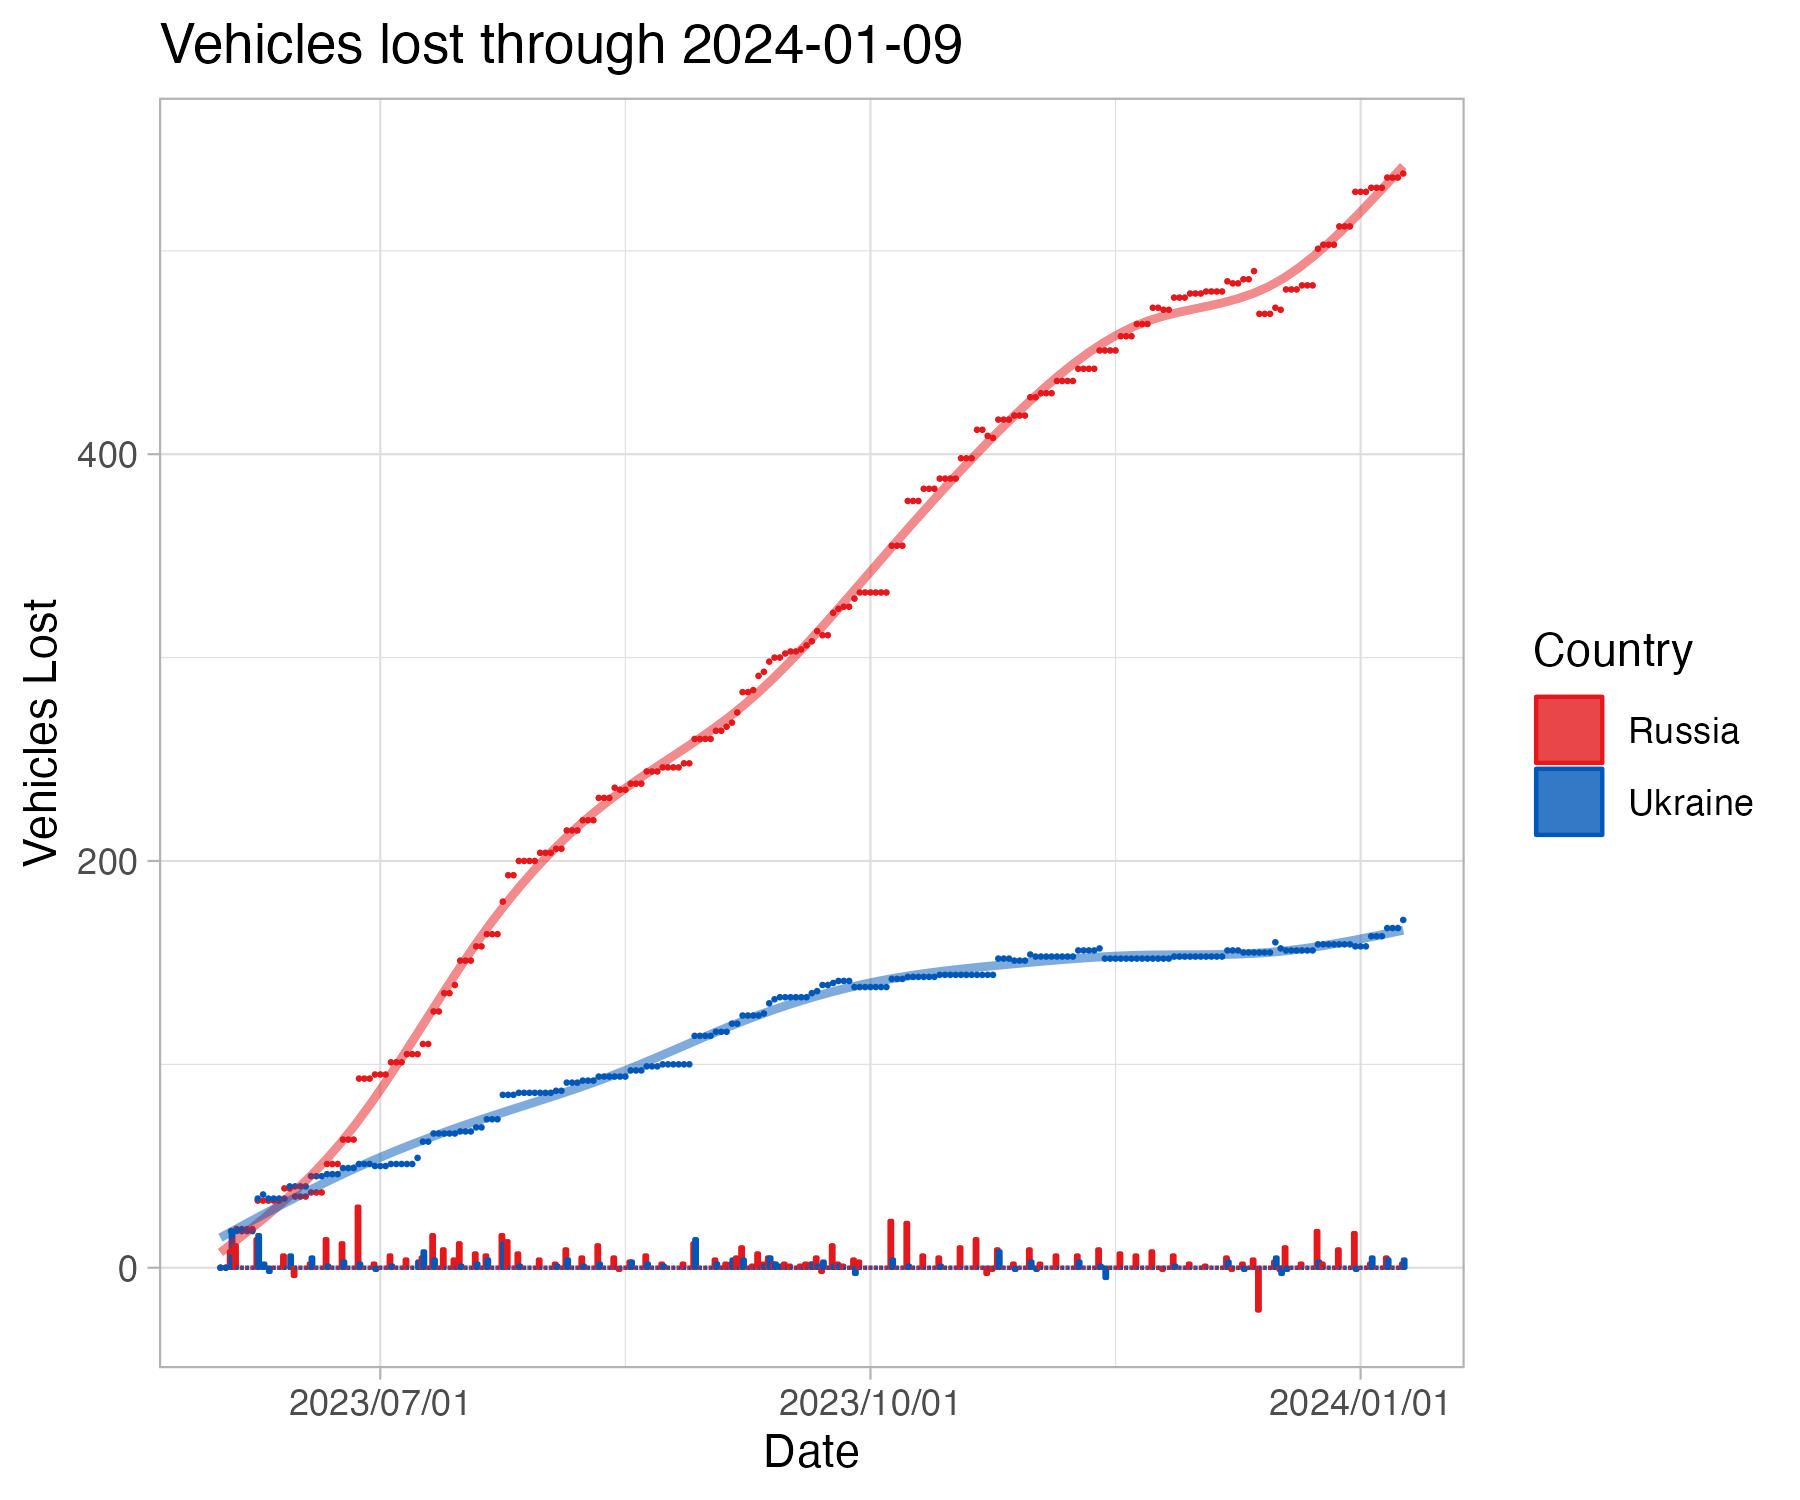 Vehicles lost through 2024-01-09
Vehicles Lost
400
200
0
2023/07/01
2023/10/01
2024/01/01
Date
Country
Russia
Ukraine